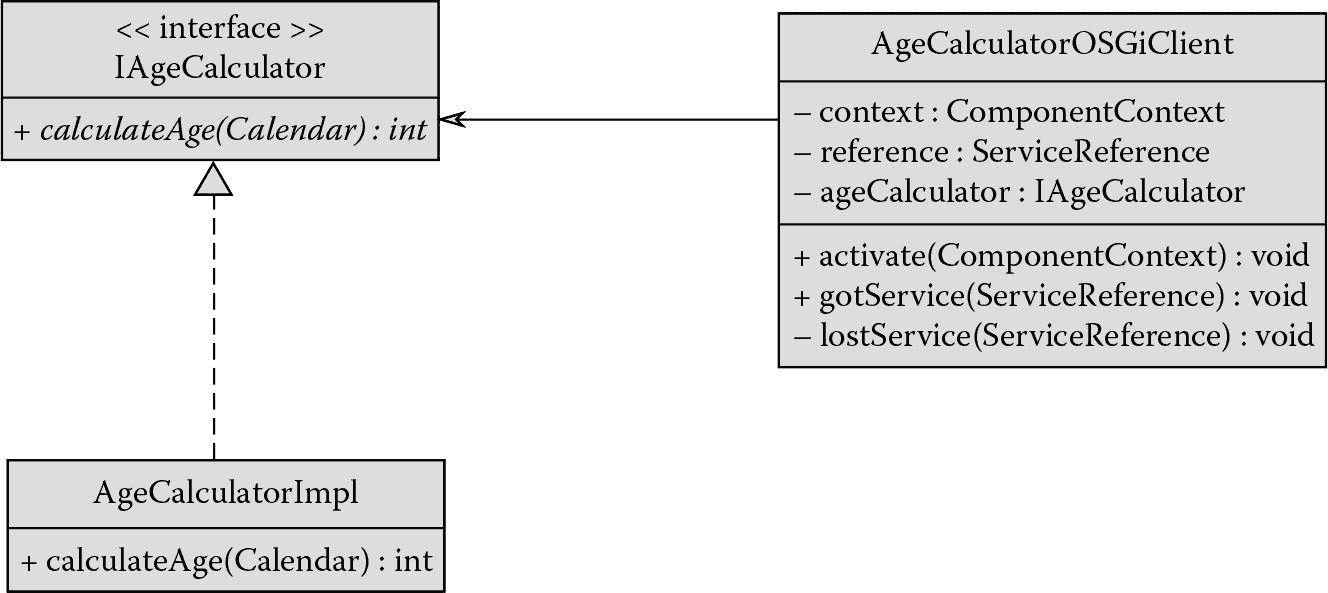 << interface >>
IAgeCalculator
+ calculateAge(Calendar) : int
AgeCalculatorOSGiClient
– context : ComponentContext
– reference : ServiceReference
– ageCalculator : IAgeCalculator
+ activate(ComponentContext) : void
+ gotService(ServiceReference) : void
– lostService(ServiceReference) : void
AgeCalculatorImpl
+ calculateAge(Calendar) : int